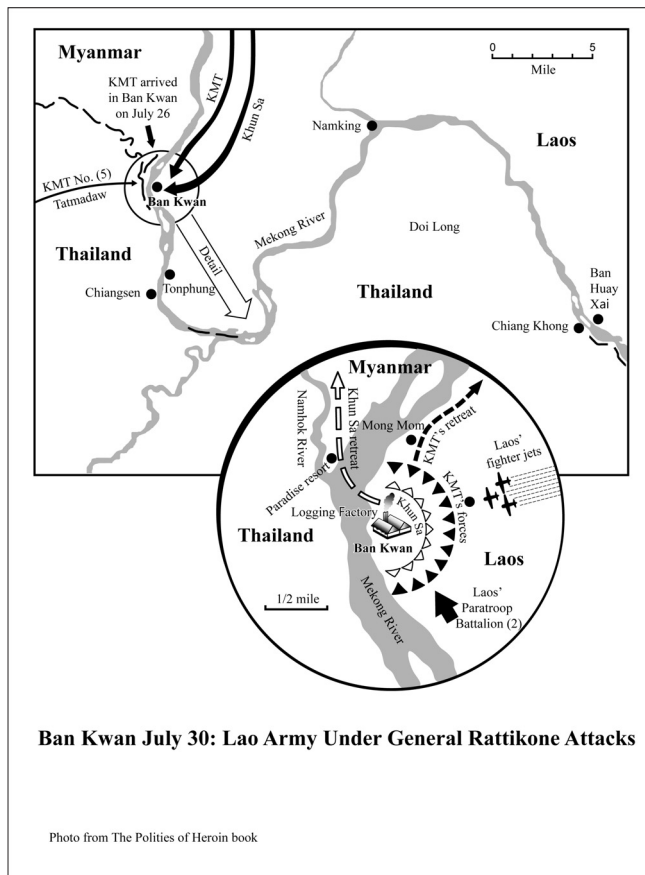 Myanmar
KMT arrived
in Ban Kwan
on July 26
KMT
Khun Sa
0
5
Mile
Namking
Laos
KMT No. (5)
Tatmadaw
Ban Kwan
Mekong River
Doi Long
Thailand
Detail
Tonphung
Chiangsen
Thailand
Ban
Huay
Xai
Chiang Khong
Myanmar
Namhok River
Khun Sa retreat
Mong Mom
KMT's retreat
Laos'
fighter jets
Paradise resort
KMT's forces
Logging Factory
Khun Sa
Thailand
Ban Kwan
Laos
1/2 mile
Mekong River
Laos'
Paratroop
Battalion (2)
Ban Kwan July 30: Lao Army Under General Rattikone Attacks
Photo from The Polities of Heroin book